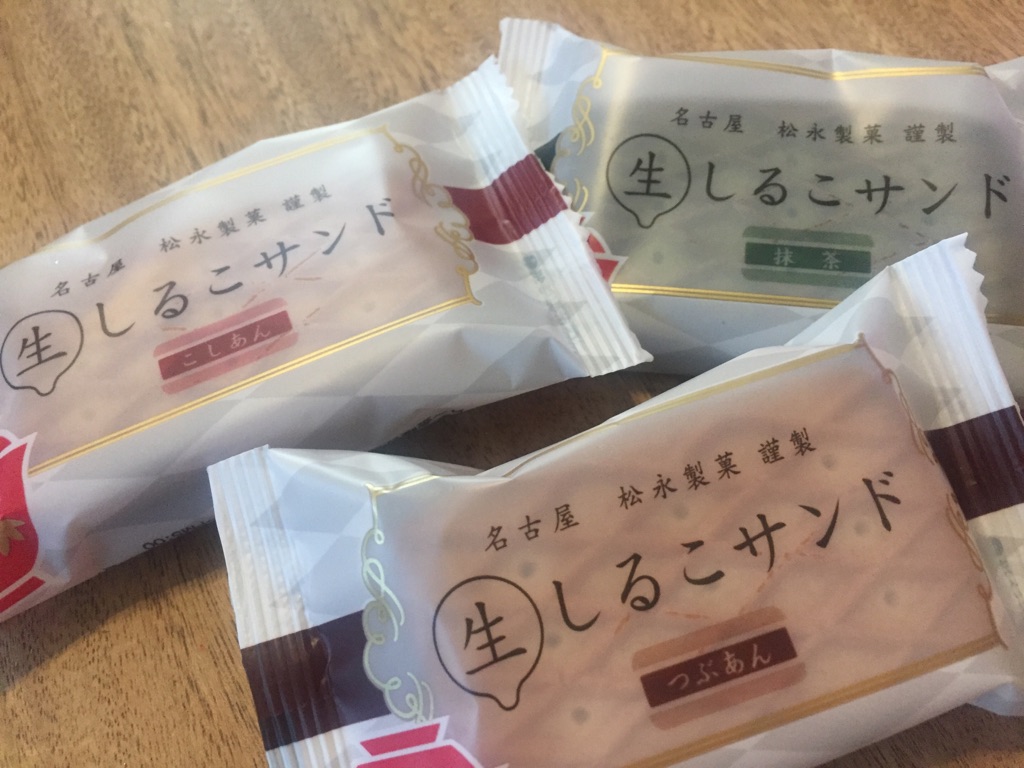 名古屋 松永製菓 謹製
生しるこサンド
こしあん
名古屋 松永製菓 謹製
生しるこサンド
抹茶
名古屋 松永製菓 謹製
生しるこサンド
つぶあん